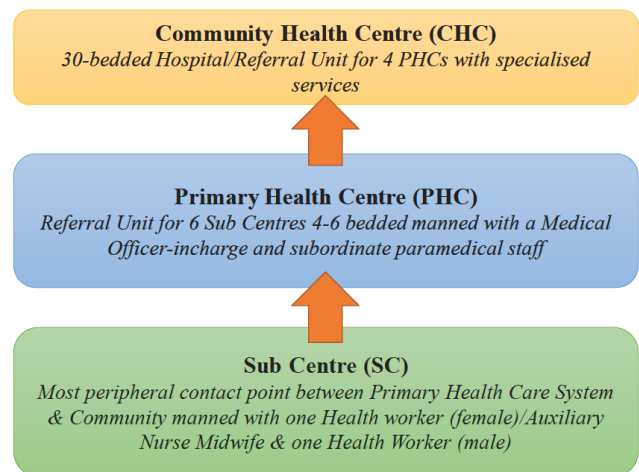 Community Health Centre (CHC)
30-bedded Hospital/Referral Unit for 4 PHCs with specialised
services
Primary Health Centre (PHC)
Referral Unit for 6 Sub Centres 4-6 bedded manned with a Medical
Officer-incharge and subordinate paramedical staff
Sub Centre (SC)
Most peripheral contact point between Primary Health Care System
& Community manned with one Health worker (female)/Auxiliary
Nurse Midwife & one Health Worker (male)